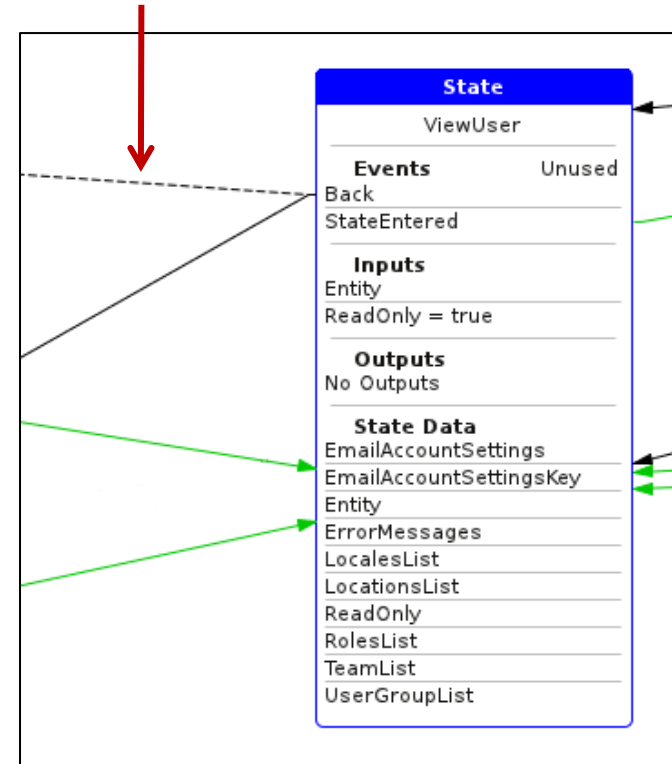 State
ViewUser
Events Unused
Back
StateEntered
Inputs
Entity
ReadOnly = true
Outputs
No Outputs
State Data
EmailAccountSettings
EmailAccountSettingsKey
Entity
ErrorMessages
LocalesList
LocationsList
ReadOnly
RolesList
TeamList
UserGroupList